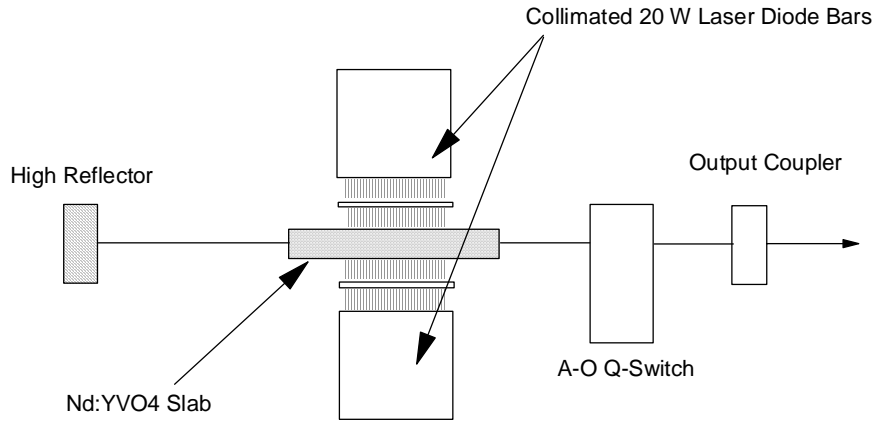 Collimated 20 W Laser Diode Bars
Output Coupler
High Reflector
A-O Q-Switch
Nd:YVO4 Slab